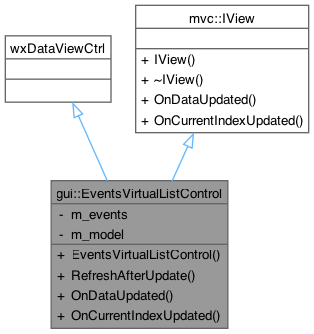 mvc::IView
+ IView()
+ ~IView()
+ OnDataUpdated()
+ OnCurrentIndexUpdated()
wxDataViewCtrl
gui::EventsVirtualListControl
- m_events
- m_model
+ EventsVirtualListControl()
+ RefreshAfterUpdate()
+ OnDataUpdated()
+ OnCurrentIndexUpdated()